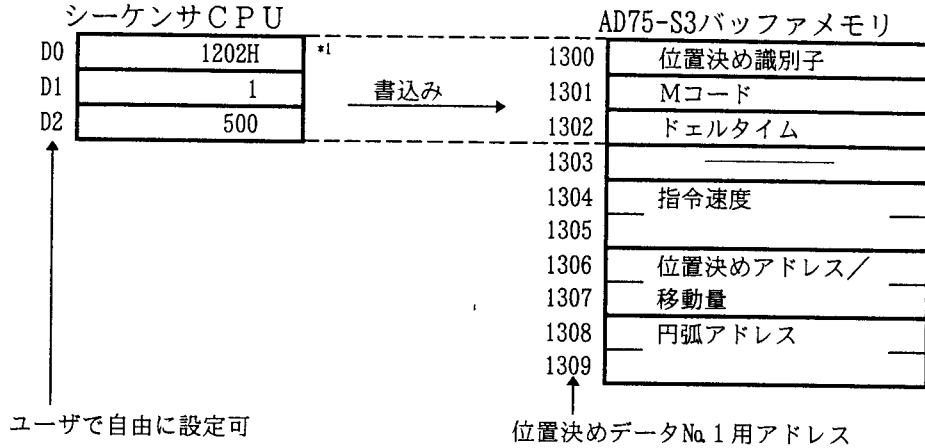 シーケンサCPU
AD75-S3バッファメモリ
D0 1202H *1
D1 1
D2 500
書込み
1300 位置決め識別子
1301 Mコード
1302 ドエルタイム
1303
1304 指令速度
1305
1306 位置決めアドレス/
1307 移動量
1308 円弧アドレス
1309
ユーザで自由に設定可
位置決めデータ№1用アドレス